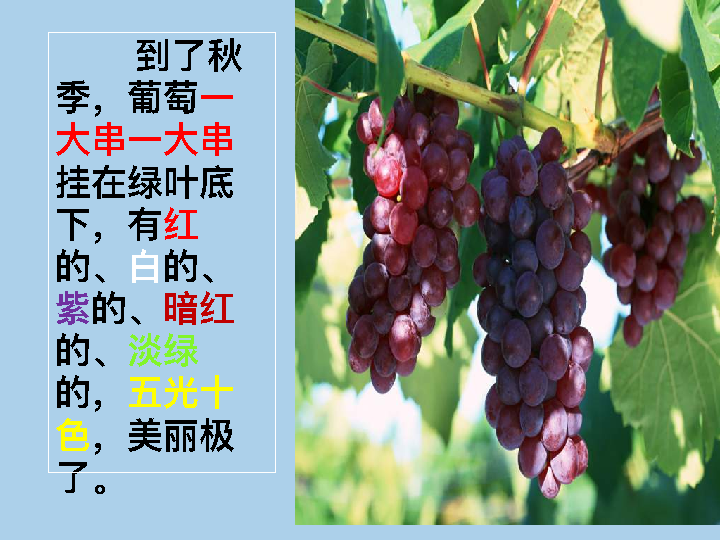 到了秋
季，葡萄一
大串一大串
挂在绿叶底
下，有红
的、白的、
紫的、暗红
的、淡绿
的，五光十
色，美丽极
了。